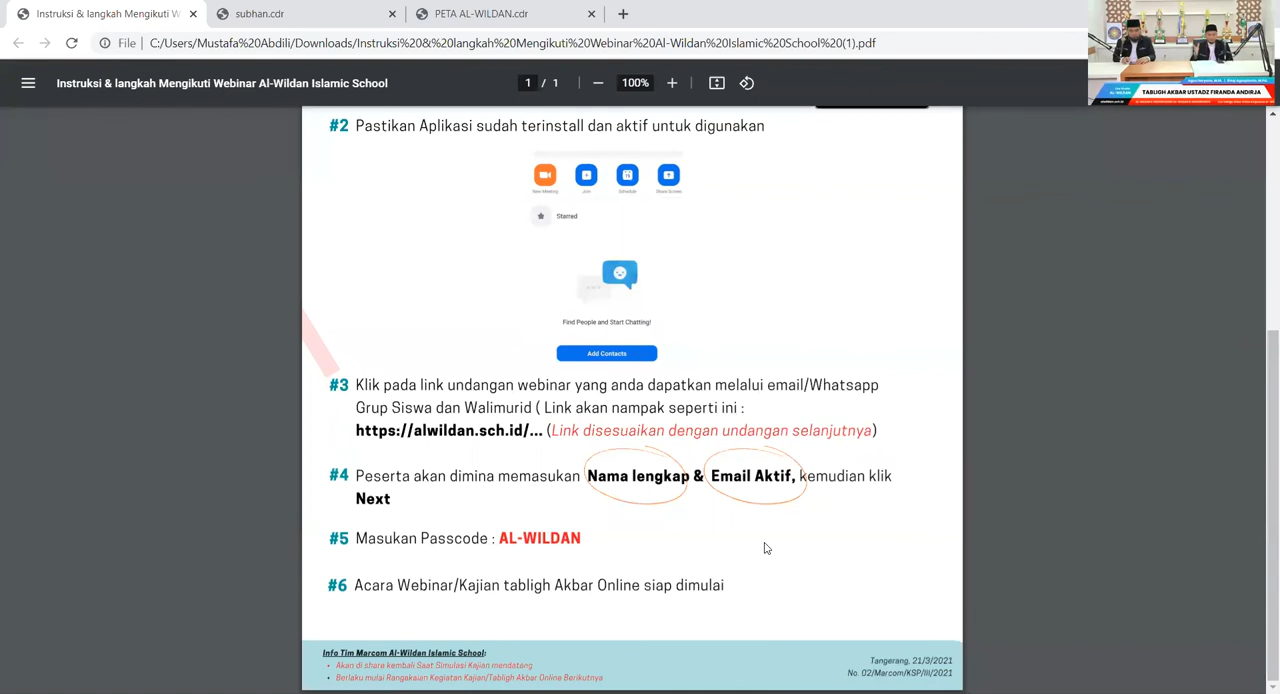 Instruksi & langkah Mengikuti W
subhan.cdr
PETA AL-WILDAN.cdr
File
C:/Users/Mustafa%20Abdili/Downloads/Instruksi%20&%20langkah%20Mengikuti%20Webinar%20Al-Wildan%20Islamic%20School%20(1).pdf
Instruksi & langkah Mengikuti Webinar Al-Wildan Islamic School
1 / 1
100%
TABLIGH AKBAR USTADZ FIRANDA ANDIRJA
#2 Pastikan Aplikasi sudah terinstall dan aktif untuk digunakan
New Meeting
Join
Schedule
Share Screen
Starred
Find People and Start Chatting!
Add Contacts
#3 Klik pada link undangan webinar yang anda dapatkan melalui email/Whatsapp
Grup Siswa dan Walimurid ( Link akan nampak seperti ini :
https://alwildan.sch.id/... (Link disesuaikan dengan undangan selanjutnya)
#4 Peserta akan dimina memasukan Nama lengkap & Email Aktif, kemudian klik
Next
#5 Masukan Passcode : AL-WILDAN
#6 Acara Webinar/Kajian tabligh Akbar Online siap dimulai
Info Tim Marcom Al-Wildan Islamic School:
• Akan di share kembali Saat Simulasi Kajian mendatang
• Berlaku mulai Rangkaian Kegiatan Kajian/Tabligh Akbar Online Berikutnya
Tangerang, 21/3/2021
No. 02/Marcom/KSP/III/2021